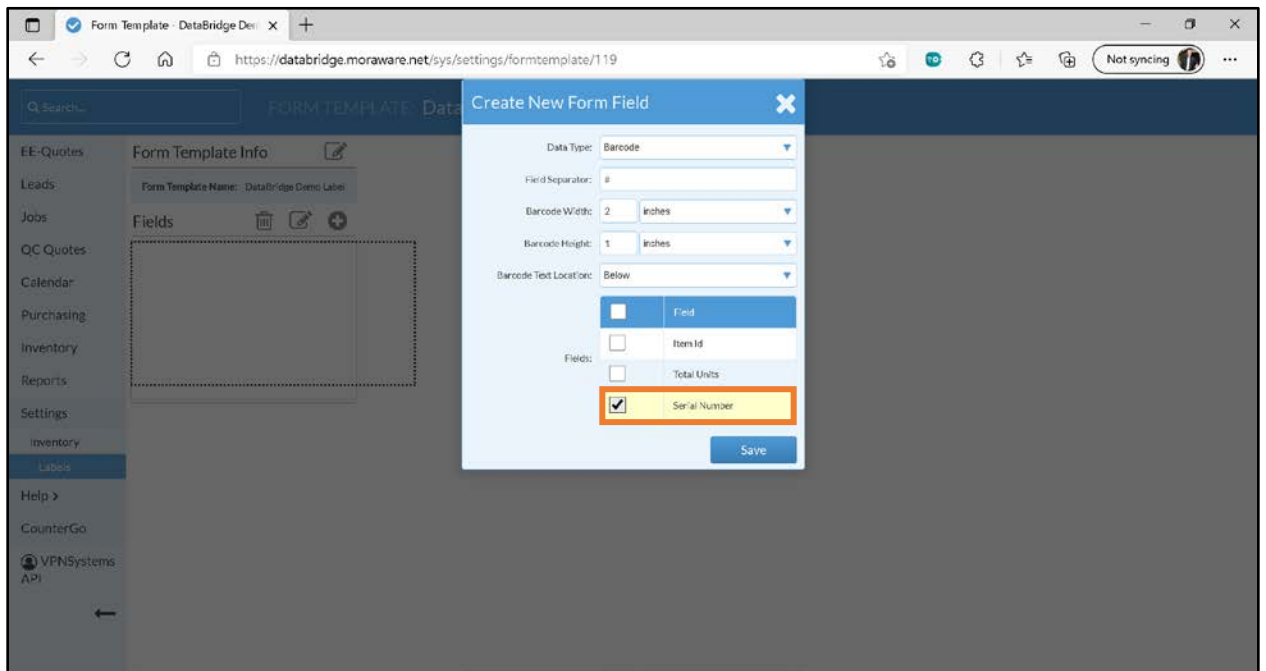 Form Template - DataBridge Der
https://databridge.moraware.net/sys/settings/formtemplate/119
Not syncing
Search...
FORM TEMPLATE: Data
Create New Form Field
EE-Quotes
Leads
Jobs
QC Quotes
Calendar
Purchasing
Inventory
Reports
Settings
Inventory
Labels
Help >
CounterGo
VPNSystems
API
Form Template Info
Form Template Name: DataBridge Demo Label
Fields
Data Type: Barcode
Field Separator: #
Barcode Width: 2 inches
Barcode Height: 1 inches
Barcode Text Location: Below
Fields:
Field
Item Id
Total Units
Serial Number
Save